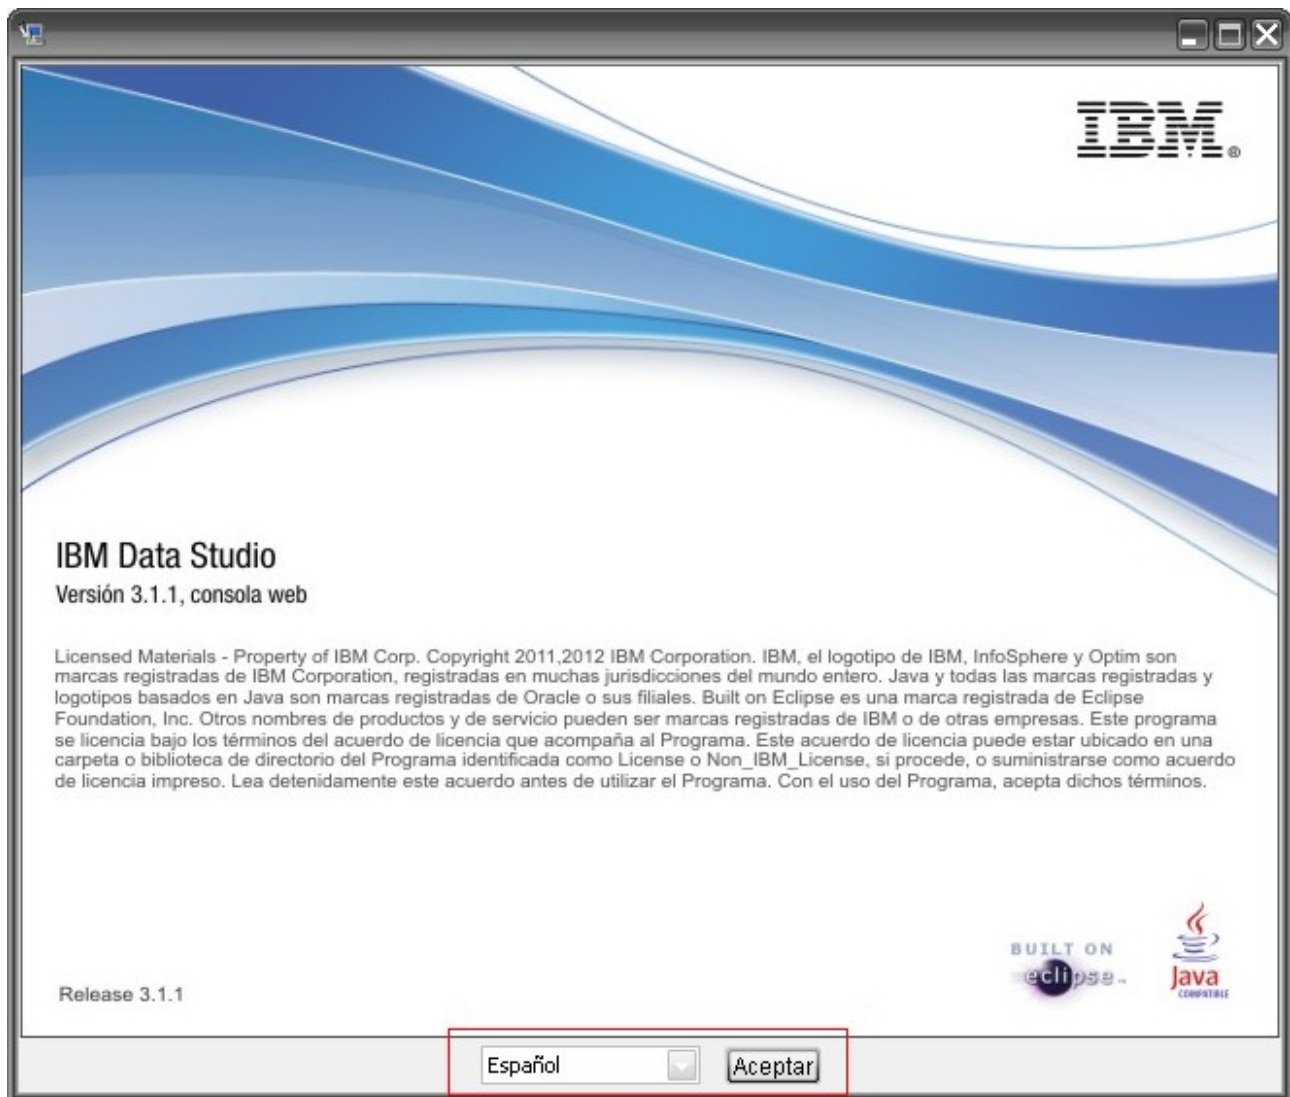 IBM®
IBM Data Studio
Versión 3.1.1, consola web
Licensed Materials - Property of IBM Corp. Copyright 2011,2012 IBM Corporation. IBM, el logotipo de IBM, InfoSphere y Optim son
marcas registradas de IBM Corporation, registradas en muchas jurisdicciones del mundo entero. Java y todas las marcas registradas y
logotipos basados en Java son marcas registradas de Oracle o sus filiales. Built on Eclipse es una marca registrada de Eclipse
Foundation, Inc. Otros nombres de productos y de servicio pueden ser marcas registradas de IBM o de otras empresas. Este programa
se licencia bajo los términos del acuerdo de licencia que acompaña al Programa. Este acuerdo de licencia puede estar ubicado en una
carpeta o biblioteca de directorio del Programa identificada como License o Non_IBM_License, si procede, o suministrarse como acuerdo
de licencia impreso. Lea detenidamente este acuerdo antes de utilizar el Programa. Con el uso del Programa, acepta dichos términos.
BUILT ON
eclipse™
Java
COMPATIBLE
Release 3.1.1
Español
Aceptar